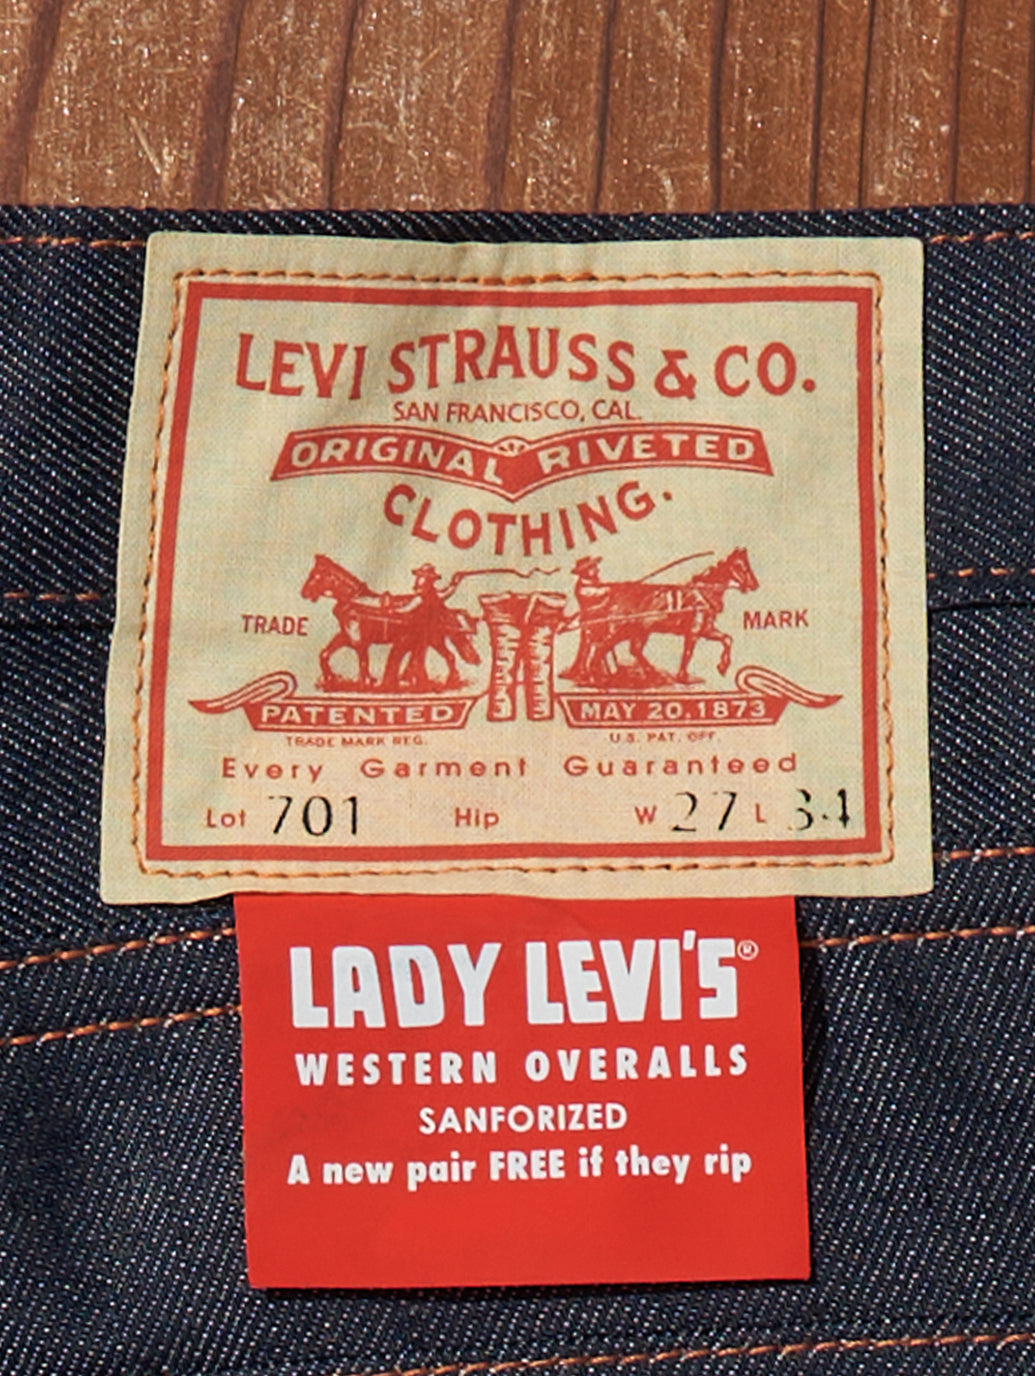 LEVI STRAUSS & CO.
SAN FRANCISCO, CAL.
ORIGINAL RIVETED
CLOTHING.
TRADE MARK
PATENTED MAY 20.1873
TRADE MARK REG. U.S. PAT. OFF.
Every Garment Guaranteed
Lot 701 Hip W 27 L 34
LADY LEVI'S®
WESTERN OVERALLS
SANFORIZED
A new pair FREE if they rip